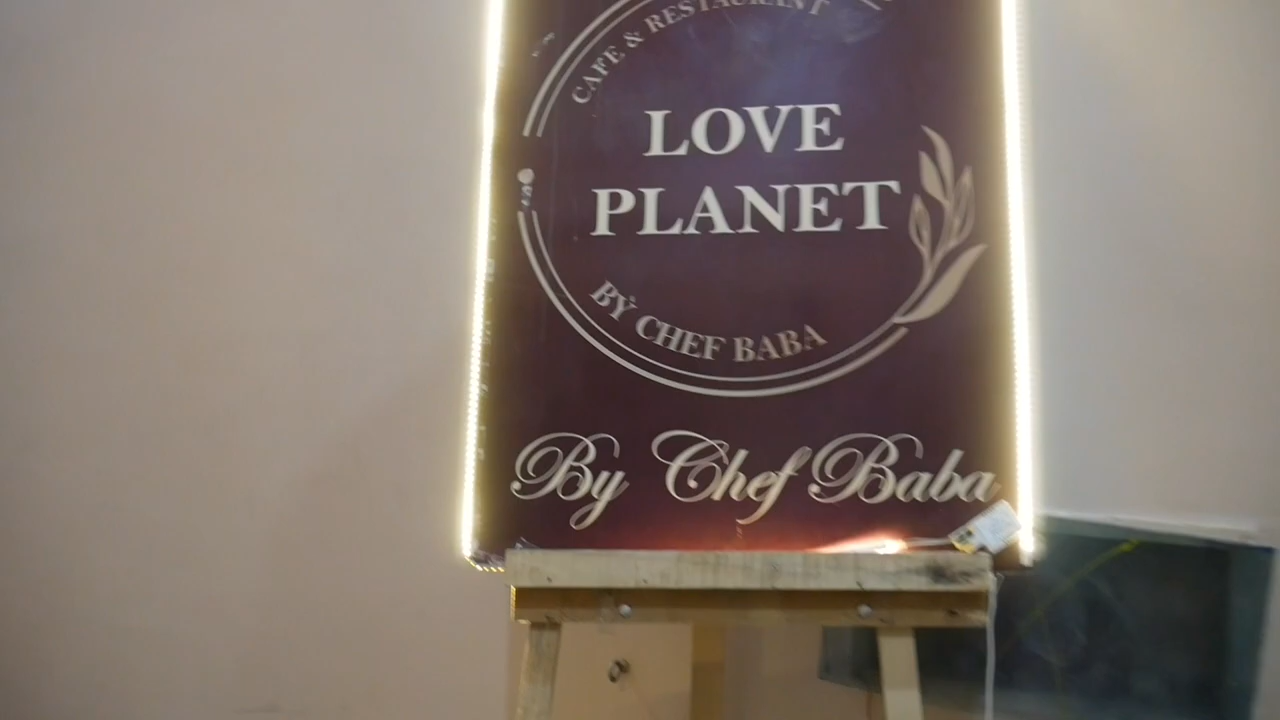 CAFE & RESTAURANT
LOVE
PLANET
BY CHEF BABA
By Chef Baba